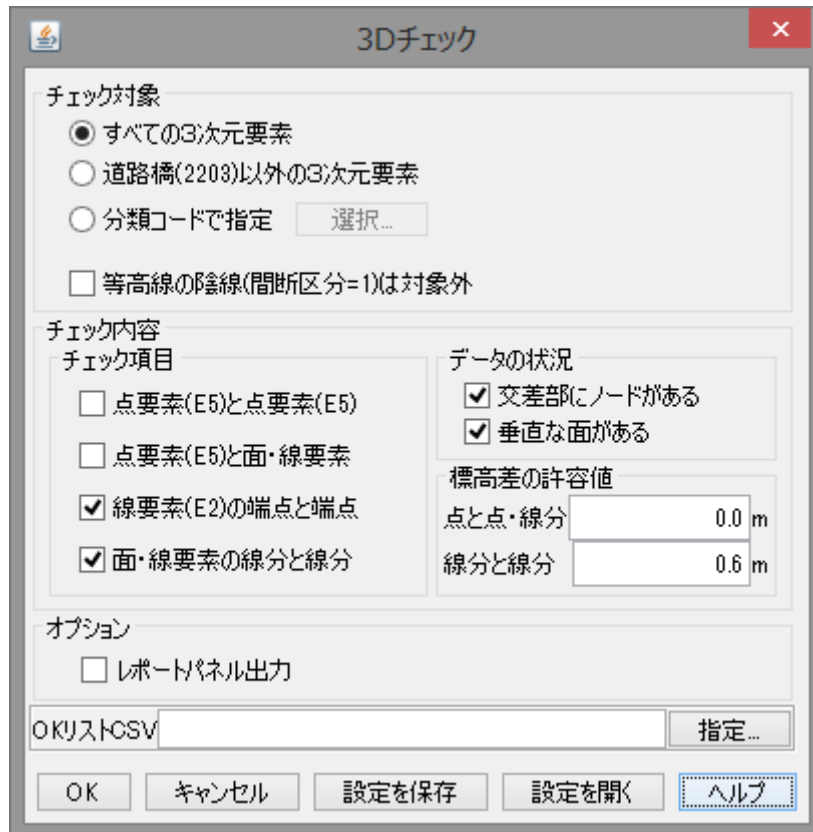 3Dチェック
チェック対象
すべての3次元要素
道路橋(2203)以外の3次元要素
分類コードで指定 選択...
等高線の陰線(間断区分=1)は対象外
チェック内容
チェック項目
点要素(E5)と点要素(E5)
点要素(E5)と面・線要素
線要素(E2)の端点と端点
面・線要素の線分と線分
データの状況
交差部にノードがある
垂直な面がある
標高差の許容値
点と点・線分 0.0 m
線分と線分 0.6 m
オプション
レポートパネル出力
OKリストCSV 指定...
OK キャンセル 設定を保存 設定を開く ヘルプ